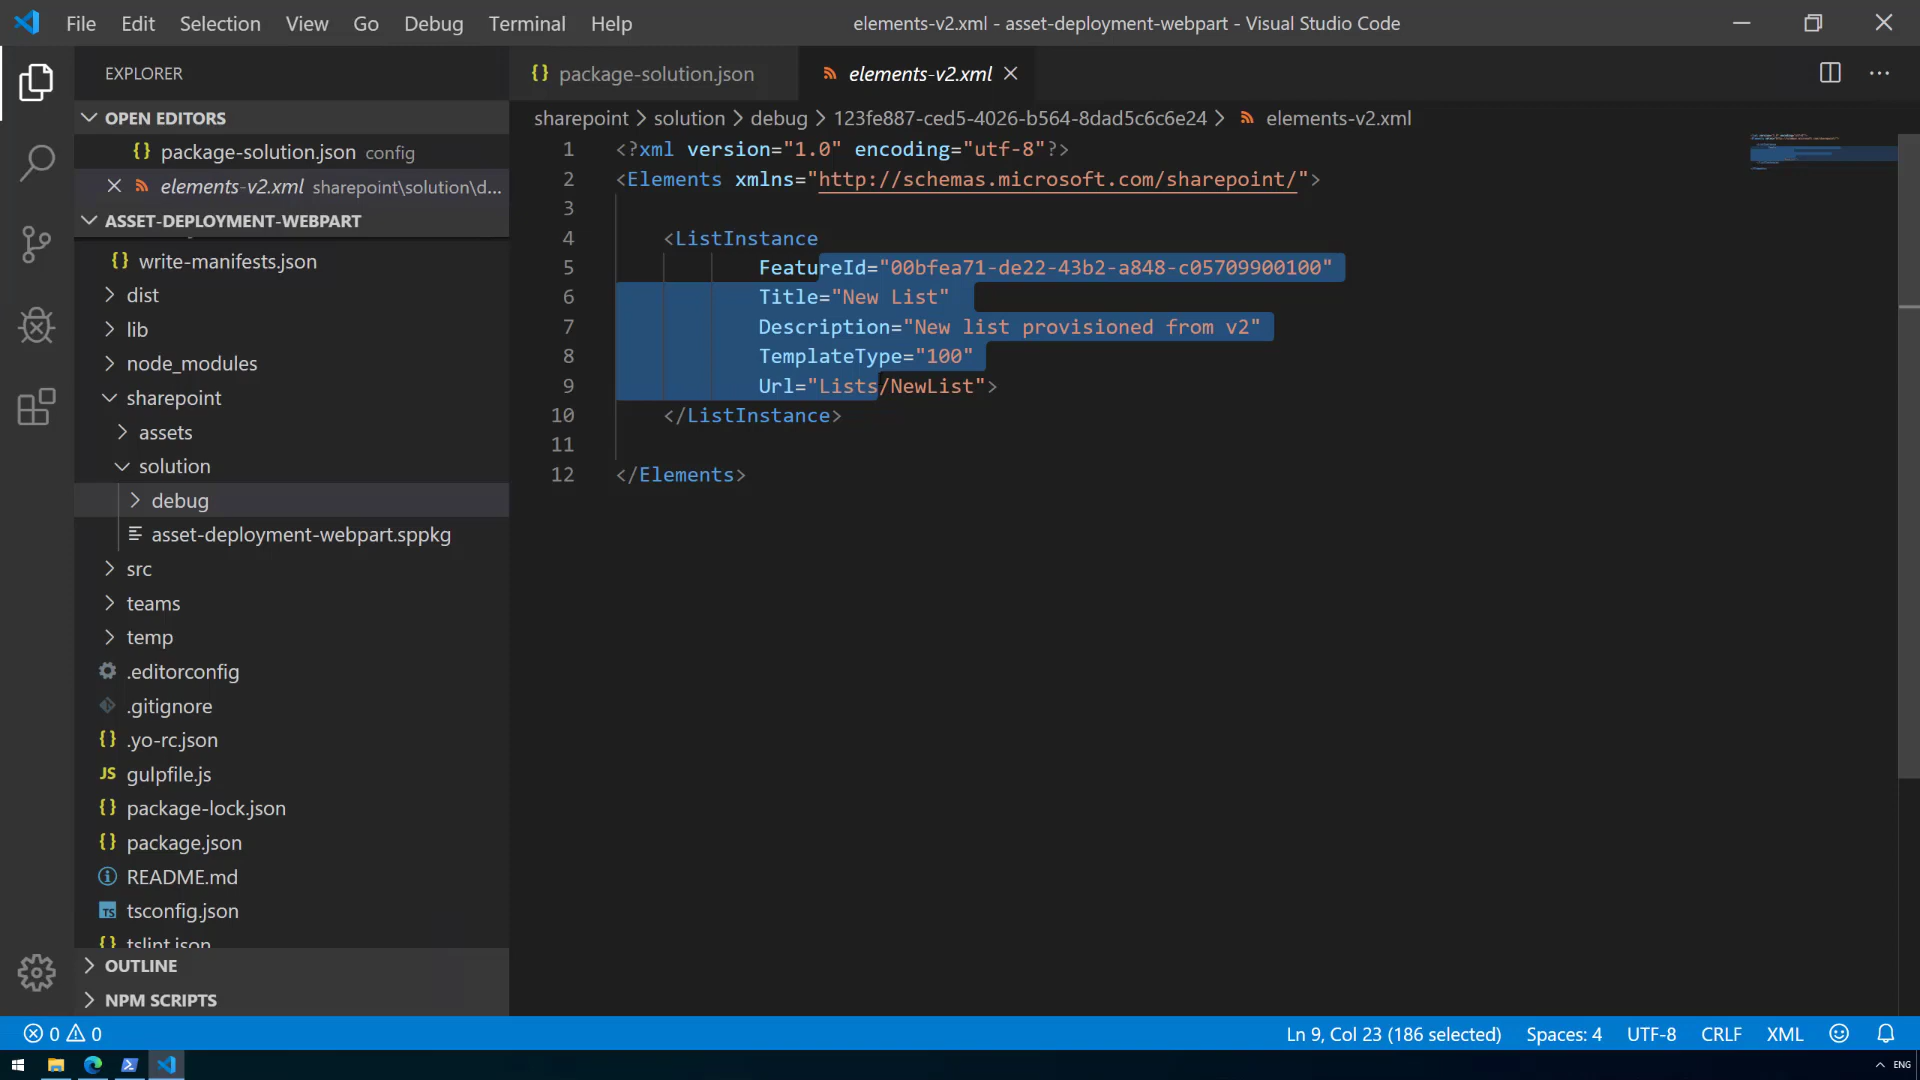 File Edit Selection View Go Debug Terminal Help
elements-v2.xml - asset-deployment-webpart - Visual Studio Code
EXPLORER
OPEN EDITORS
{} package-solution.json config
elements-v2.xml sharepoint\solution\d...
ASSET-DEPLOYMENT-WEBPART
{} write-manifests.json
dist
lib
node_modules
sharepoint
assets
solution
debug
asset-deployment-webpart.sppkg
src
teams
temp
.editorconfig
.gitignore
{} .yo-rc.json
JS gulpfile.js
{} package-lock.json
{} package.json
README.md
TS tsconfig.json
{} tslint.json
OUTLINE
NPM SCRIPTS
{} package-solution.json
elements-v2.xml
sharepoint > solution > debug > 123fe887-ced5-4026-b564-8dad5c6c6e24 > elements-v2.xml
1 <?xml version="1.0" encoding="utf-8"?>
2 <Elements xmlns="http://schemas.microsoft.com/sharepoint/">
3
4 <ListInstance
5 FeatureId="00bfea71-de22-43b2-a848-c05709900100"
6 Title="New List"
7 Description="New list provisioned from v2"
8 TemplateType="100"
9 Url="Lists/NewList">
10 </ListInstance>
11
12 </Elements>
0 0
Ln 9, Col 23 (186 selected) Spaces: 4 UTF-8 CRLF XML
ENG